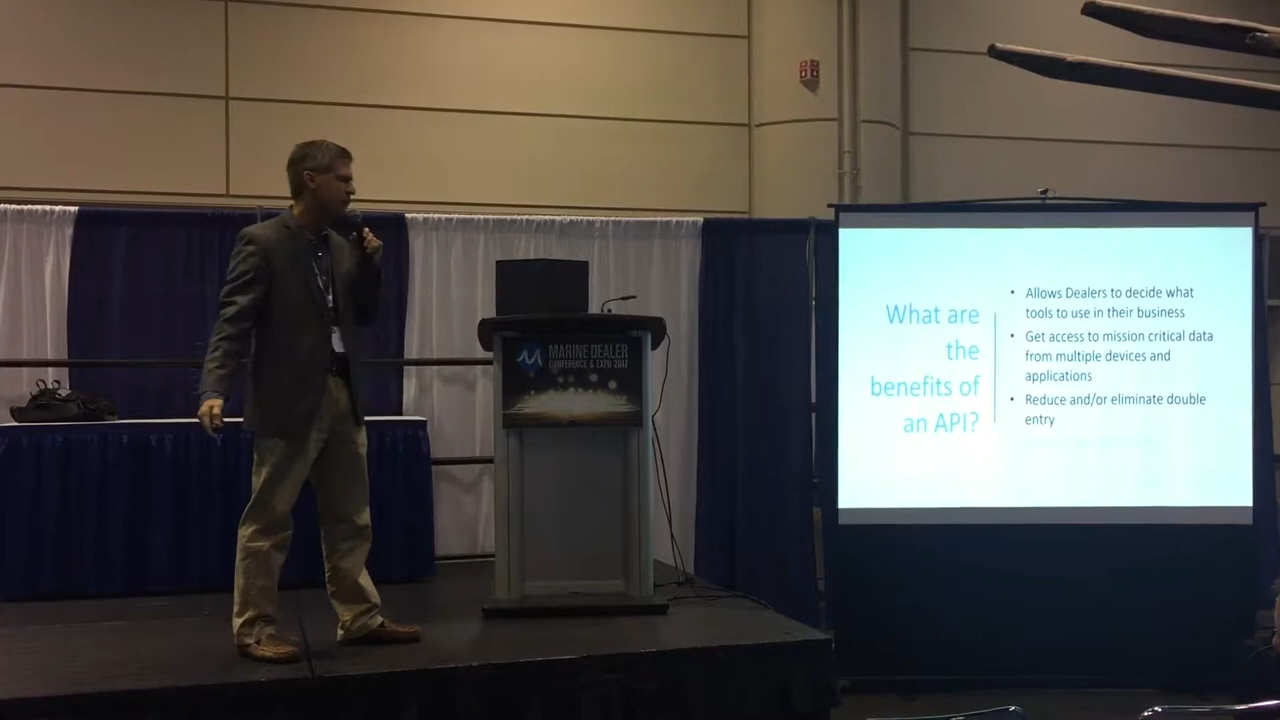 MARINE DEALER
CONFERENCE & EXPO 2017
What are
the
benefits of
an API?
• Allows Dealers to decide what
tools to use in their business
• Get access to mission critical data
from multiple devices and
applications
• Reduce and/or eliminate double
entry